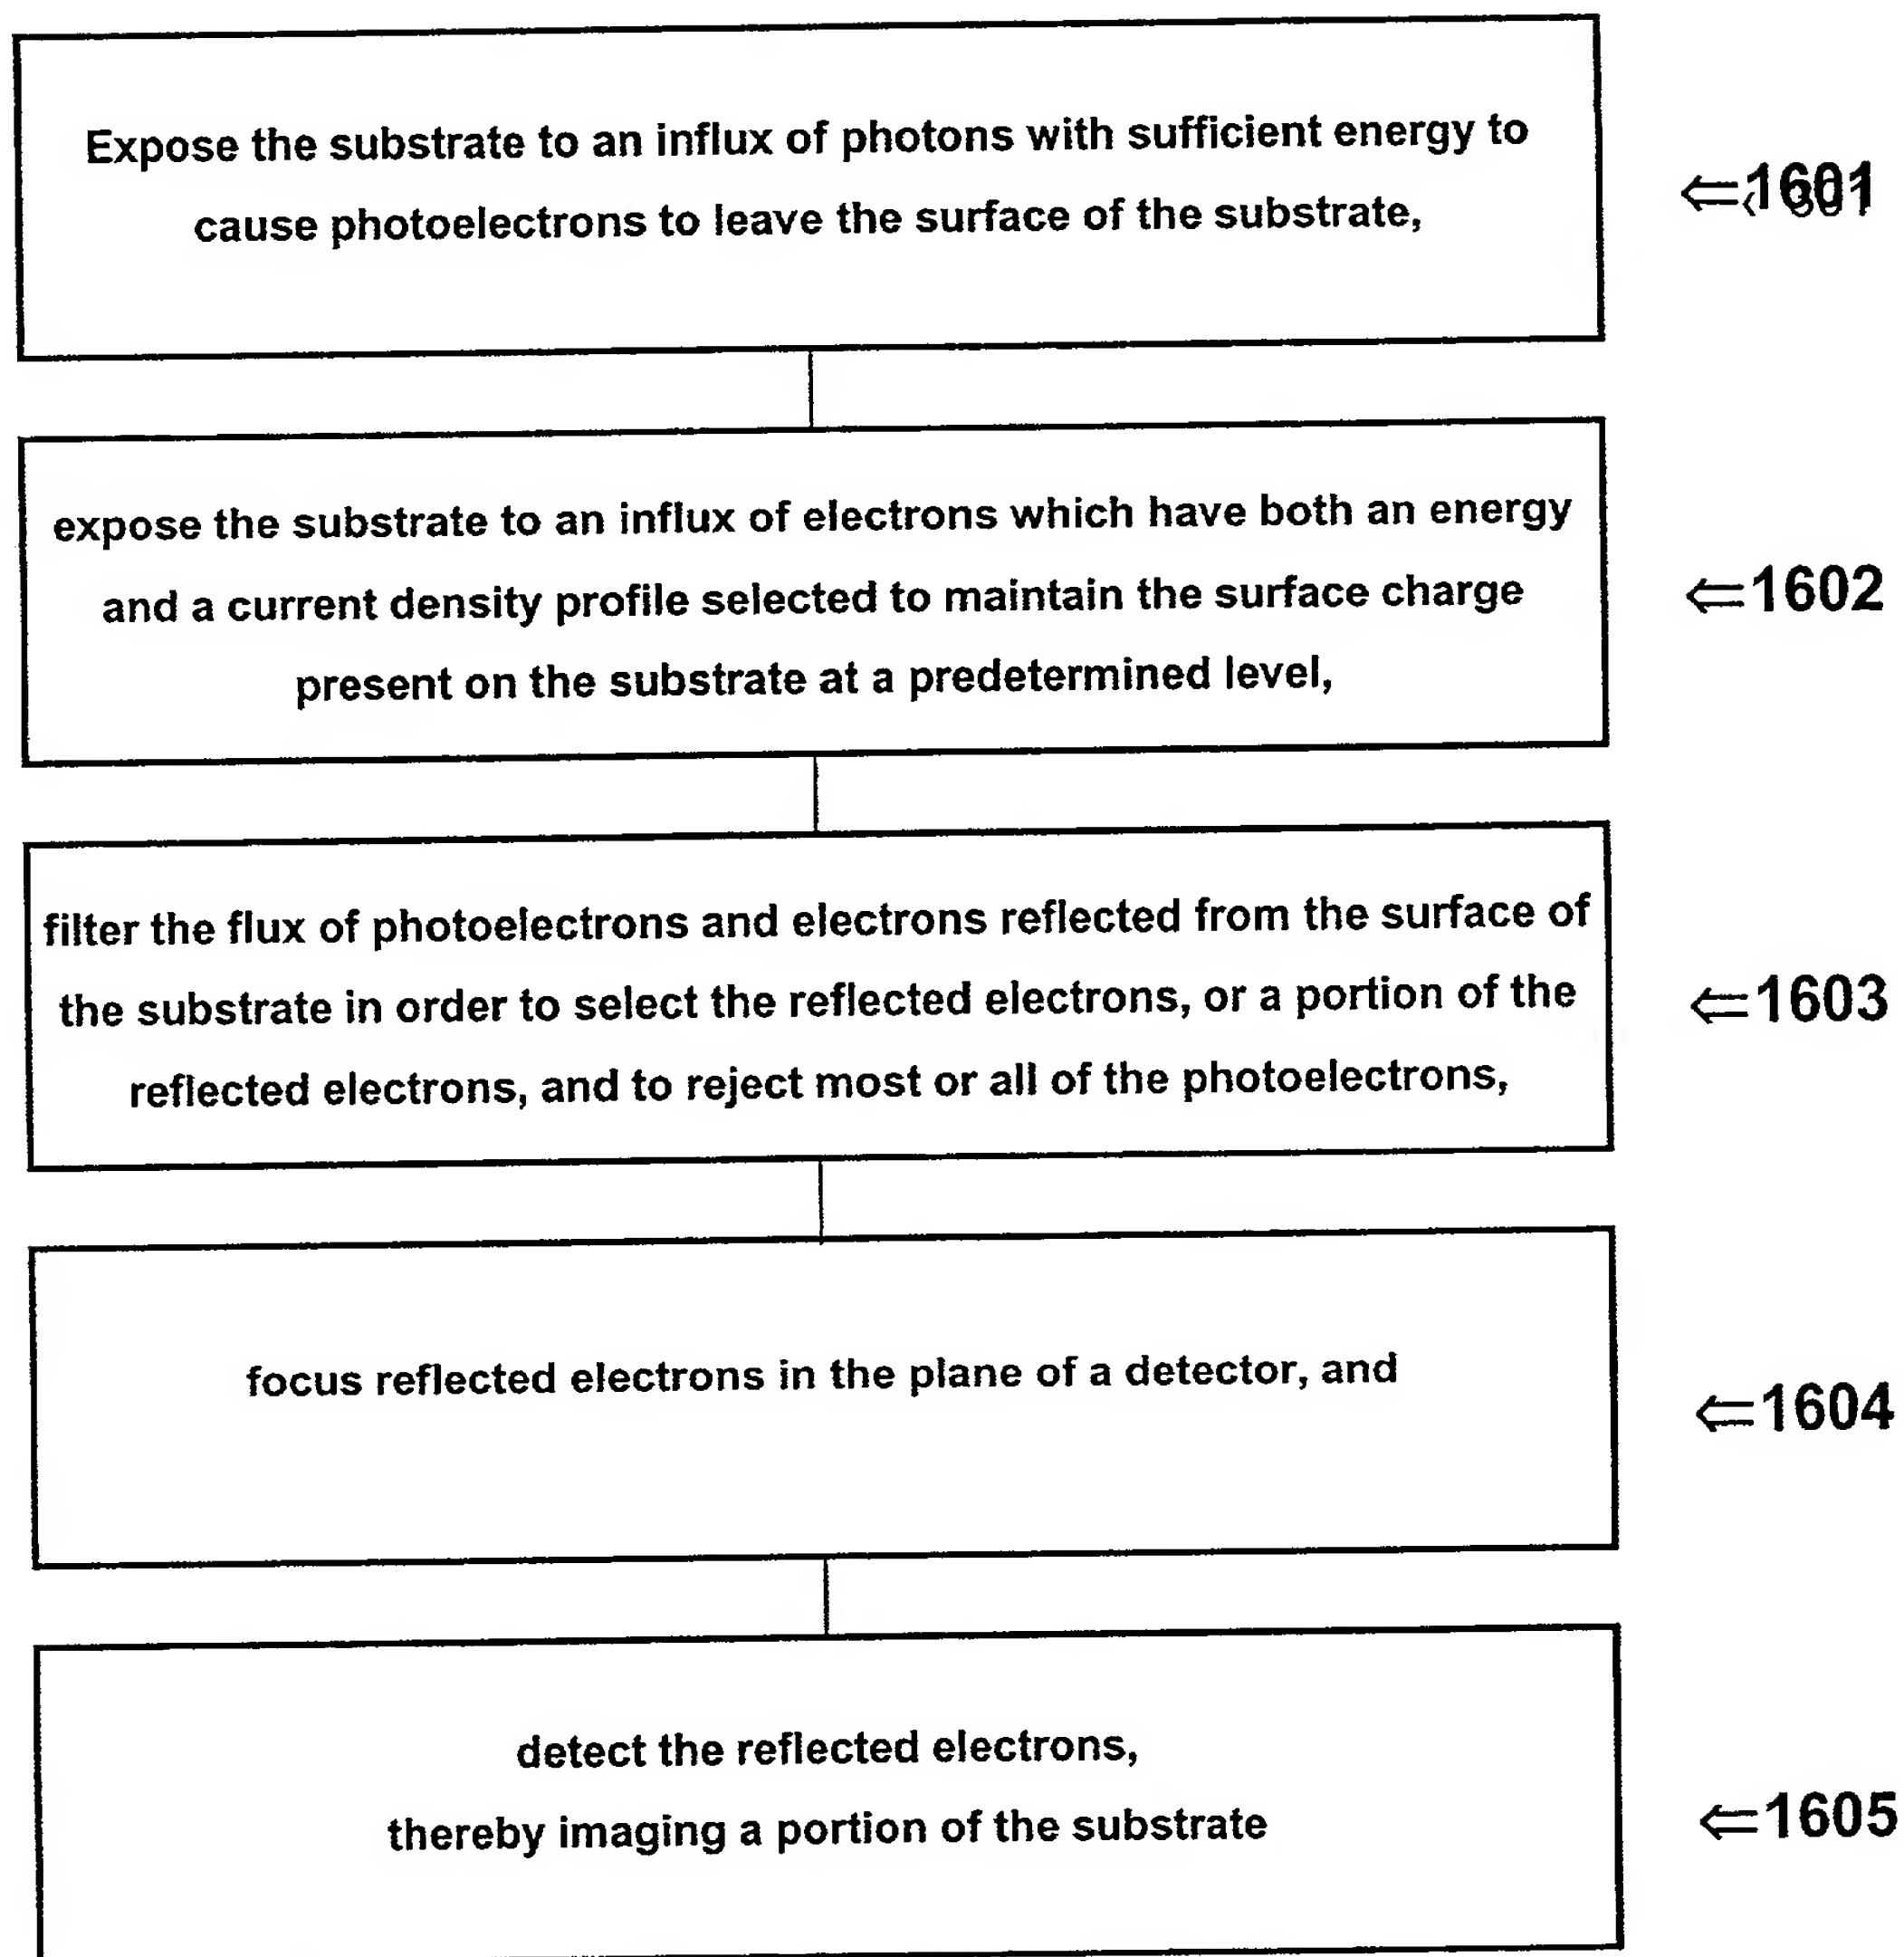 Expose the substrate to an influx of photons with sufficient energy to
cause photoelectrons to leave the surface of the substrate,
⇐1601
expose the substrate to an influx of electrons which have both an energy
and a current density profile selected to maintain the surface charge
present on the substrate at a predetermined level,
⇐1602
filter the flux of photoelectrons and electrons reflected from the surface of
the substrate in order to select the reflected electrons, or a portion of the
reflected electrons, and to reject most or all of the photoelectrons,
⇐1603
focus reflected electrons in the plane of a detector, and
⇐1604
detect the reflected electrons,
thereby imaging a portion of the substrate
⇐1605